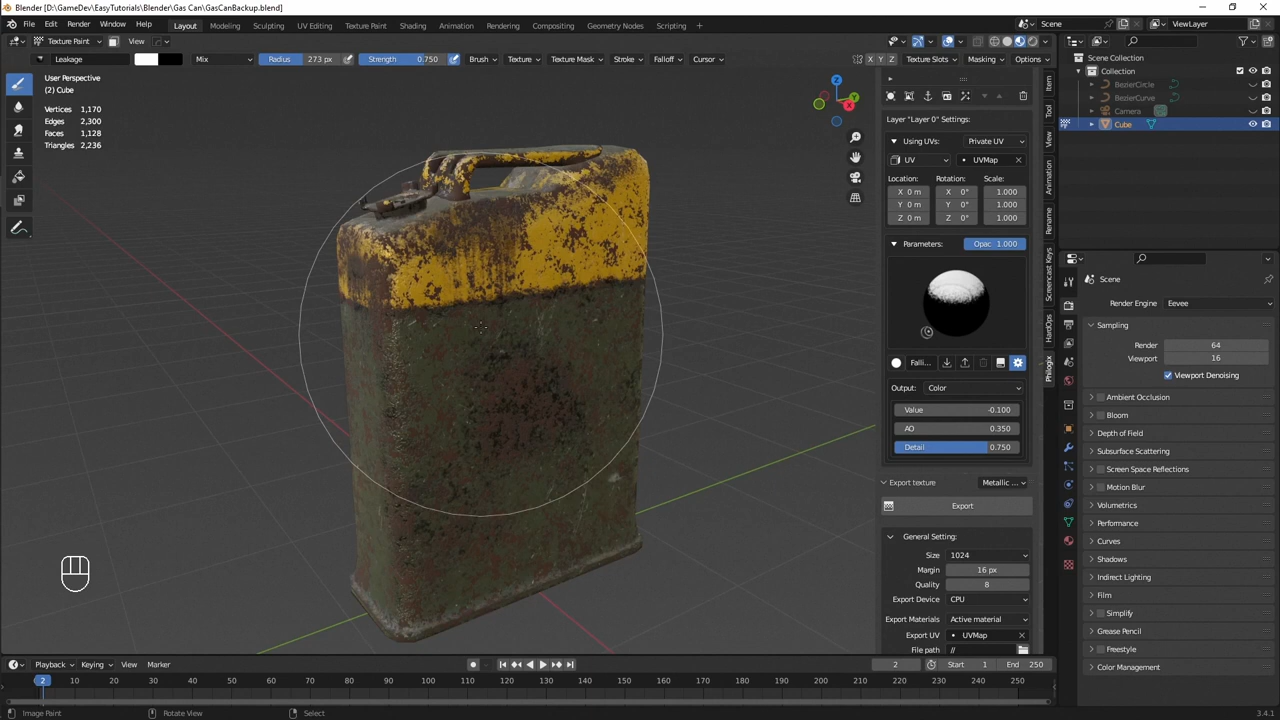 Blender [D:\GameDev\EasyTutorials\Blender\Gas Can\GasCanBackup.blend]
File Edit Render Window Help Layout Modeling Sculpting UV Editing Texture Paint Shading Animation Rendering Compositing Geometry Nodes Scripting + Scene ViewLayer
Texture Paint View
Leakage Mix Radius 273 px Strength 0.750 Brush Texture Texture Mask Stroke Falloff Cursor X Y Z Texture Slots Masking Options
User Perspective
(2) Cube
Vertices 1,170
Edges 2,300
Faces 1,128
Triangles 2,236
Z
Y
X
Layer "Layer 0" Settings:
Using UVs: Private UV
UV UVMap
Location: Rotation: Scale:
X 0 m X 0° 1.000
Y 0 m Y 0° 1.000
Z 0 m Z 0° 1.000
Parameters: Opac 1.000
Falli...
Output: Color
Value -0.100
AO 0.350
Detail 0.750
Export texture Metallic ...
Export
General Setting:
Size 1024
Margin 16 px
Quality 8
Export Device CPU
Export Materials Active material
Export UV UVMap
File path //
Item
Tool
View
Animation
Rename
Screencast Keys
HardOps
Philogix
Scene Collection
Collection
BezierCircle
BezierCurve
Camera
Cube
Scene
Render Engine Eevee
Sampling
Render 64
Viewport 16
Viewport Denoising
Ambient Occlusion
Bloom
Depth of Field
Subsurface Scattering
Screen Space Reflections
Motion Blur
Volumetrics
Performance
Curves
Shadows
Indirect Lighting
Film
Simplify
Grease Pencil
Freestyle
Color Management
Playback Keying View Marker 2 Start 1 End 250
2 10 20 30 40 50 60 70 80 90 100 110 120 130 140 150 160 170 180 190 200 210 220 230 240 250
Image Paint Rotate View Select 3.4.1